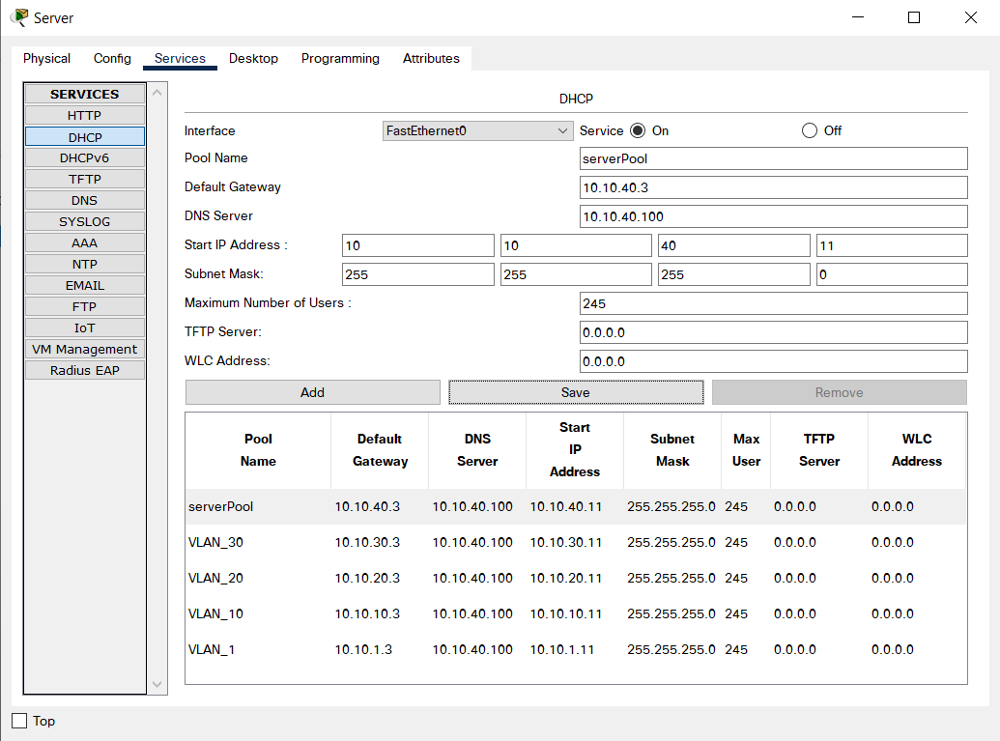 Server
Physical Config Services Desktop Programming Attributes
SERVICES
HTTP
DHCP
DHCPv6
TFTP
DNS
SYSLOG
AAA
NTP
EMAIL
FTP
IoT
VM Management
Radius EAP
DHCP
Interface FastEthernet0 Service On Off
Pool Name serverPool
Default Gateway 10.10.40.3
DNS Server 10.10.40.100
Start IP Address : 10 10 40 11
Subnet Mask: 255 255 255 0
Maximum Number of Users : 245
TFTP Server: 0.0.0.0
WLC Address: 0.0.0.0
Add Save Remove
Pool Name Default Gateway DNS Server Start IP Address Subnet Mask Max User TFTP Server WLC Address
serverPool 10.10.40.3 10.10.40.100 10.10.40.11 255.255.255.0 245 0.0.0.0 0.0.0.0
VLAN_30 10.10.30.3 10.10.40.100 10.10.30.11 255.255.255.0 245 0.0.0.0 0.0.0.0
VLAN_20 10.10.20.3 10.10.40.100 10.10.20.11 255.255.255.0 245 0.0.0.0 0.0.0.0
VLAN_10 10.10.10.3 10.10.40.100 10.10.10.11 255.255.255.0 245 0.0.0.0 0.0.0.0
VLAN_1 10.10.1.3 10.10.40.100 10.10.1.11 255.255.255.0 245 0.0.0.0 0.0.0.0
Top